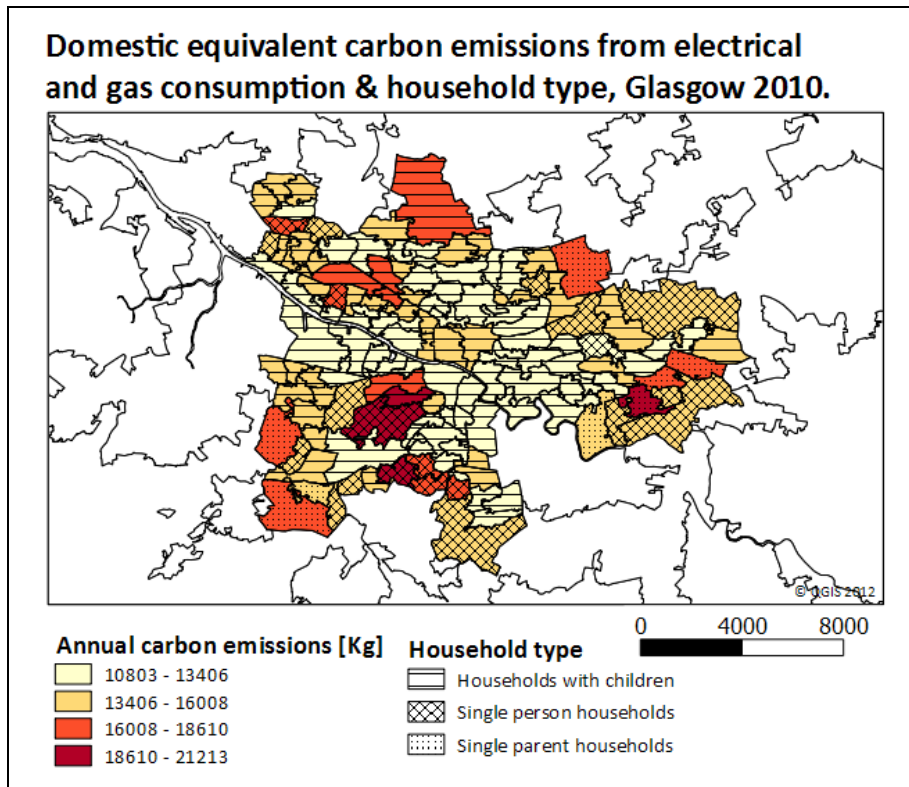 Domestic equivalent carbon emissions from electrical
and gas consumption & household type, Glasgow 2010.
© QGIS 2012
0 4000 8000
Annual carbon emissions [Kg]
10803 - 13406
13406 - 16008
16008 - 18610
18610 - 21213
Household type
Households with children
Single person households
Single parent households